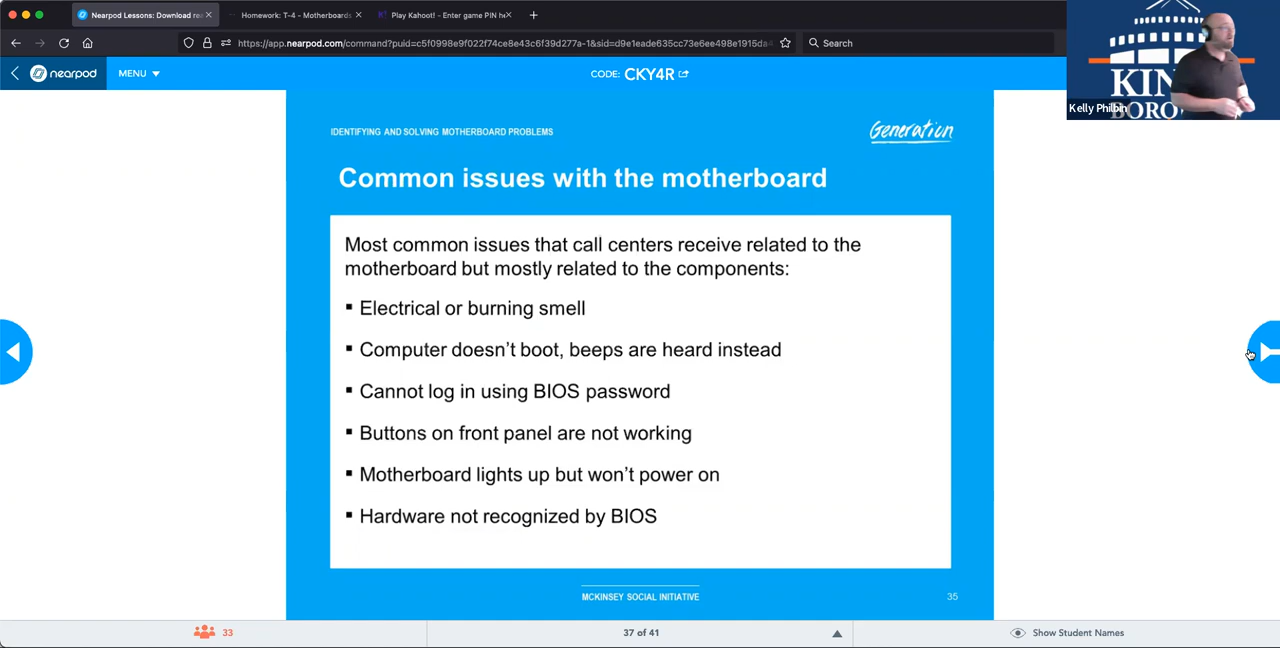 Nearpod Lessons: Download rea
Homework: T-4 - Motherboards
Play Kahoot! - Enter game PIN he
https://app.nearpod.com/command?puid=c5f0998e9f022f74ce8e43c6f39d277a-1&sid=d9e1eade635cc73e6ee498e1915da4
Search
nearpod
MENU
CODE: CKY4R
KIN
BORO
Kelly Philbin
IDENTIFYING AND SOLVING MOTHERBOARD PROBLEMS
Generation
Common issues with the motherboard
Most common issues that call centers receive related to the
motherboard but mostly related to the components:
▪ Electrical or burning smell
▪ Computer doesn’t boot, beeps are heard instead
▪ Cannot log in using BIOS password
▪ Buttons on front panel are not working
▪ Motherboard lights up but won’t power on
▪ Hardware not recognized by BIOS
MCKINSEY SOCIAL INITIATIVE
35
33
37 of 41
Show Student Names